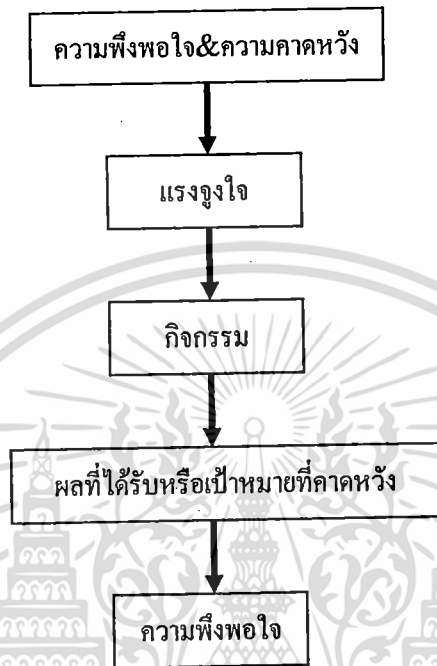 ความพึงพอใจ&ความคาดหวัง
แรงจูงใจ
กิจกรรม
ผลที่ได้รับหรือเป้าหมายที่คาดหวัง
ความพึงพอใจ